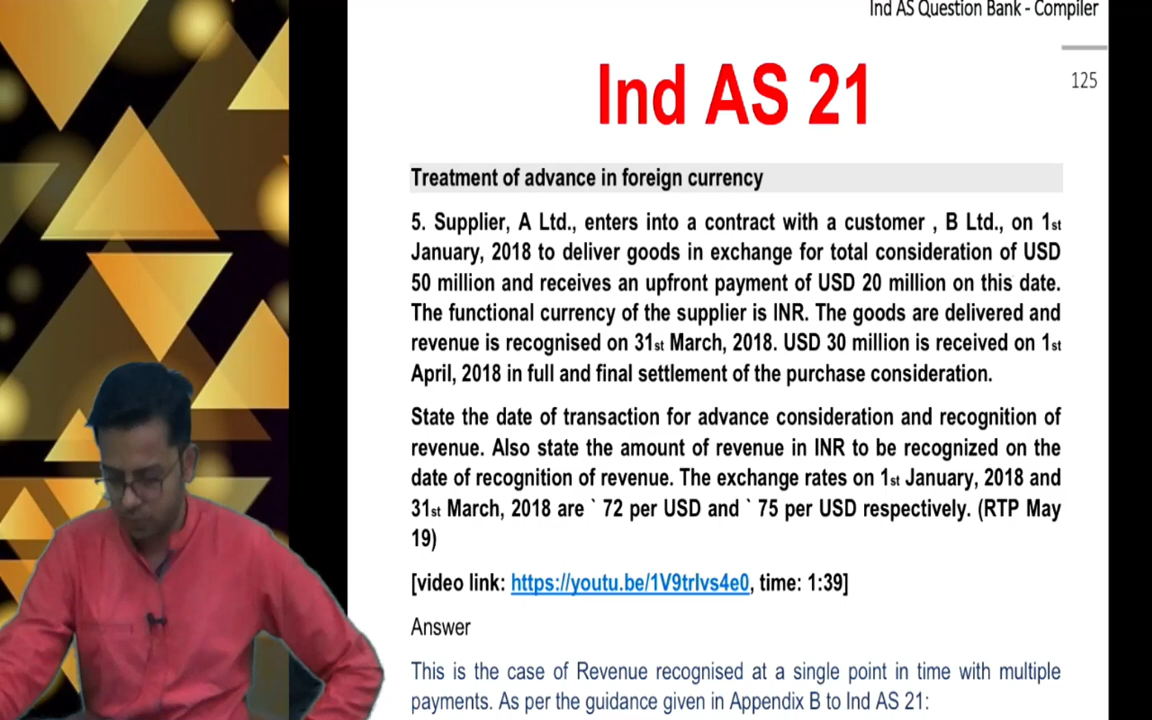 Ind AS Question Bank - Compiler
125
Ind AS 21
Treatment of advance in foreign currency
5. Supplier, A Ltd., enters into a contract with a customer , B Ltd., on 1st
January, 2018 to deliver goods in exchange for total consideration of USD
50 million and receives an upfront payment of USD 20 million on this date.
The functional currency of the supplier is INR. The goods are delivered and
revenue is recognised on 31st March, 2018. USD 30 million is received on 1st
April, 2018 in full and final settlement of the purchase consideration.
State the date of transaction for advance consideration and recognition of
revenue. Also state the amount of revenue in INR to be recognized on the
date of recognition of revenue. The exchange rates on 1st January, 2018 and
31st March, 2018 are ` 72 per USD and ` 75 per USD respectively. (RTP May
19)
[video link: https://youtu.be/1V9trIvs4e0, time: 1:39]
Answer
This is the case of Revenue recognised at a single point in time with multiple
payments. As per the guidance given in Appendix B to Ind AS 21: